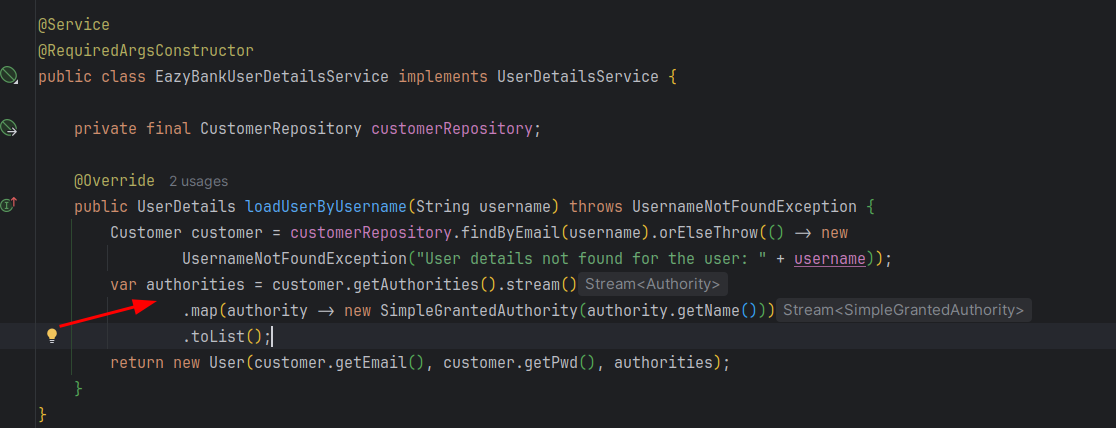 @Service
@RequiredArgsConstructor
public class EazyBankUserDetailsService implements UserDetailsService {
private final CustomerRepository customerRepository;
@Override 2 usages
public UserDetails loadUserByUsername(String username) throws UsernameNotFoundException {
Customer customer = customerRepository.findByEmail(username).orElseThrow(() -> new
UsernameNotFoundException("User details not found for the user: " + username));
var authorities = customer.getAuthorities().stream() Stream<Authority>
.map(authority -> new SimpleGrantedAuthority(authority.getName())) Stream<SimpleGrantedAuthority>
.toList();
return new User(customer.getEmail(), customer.getPwd(), authorities);
}
}